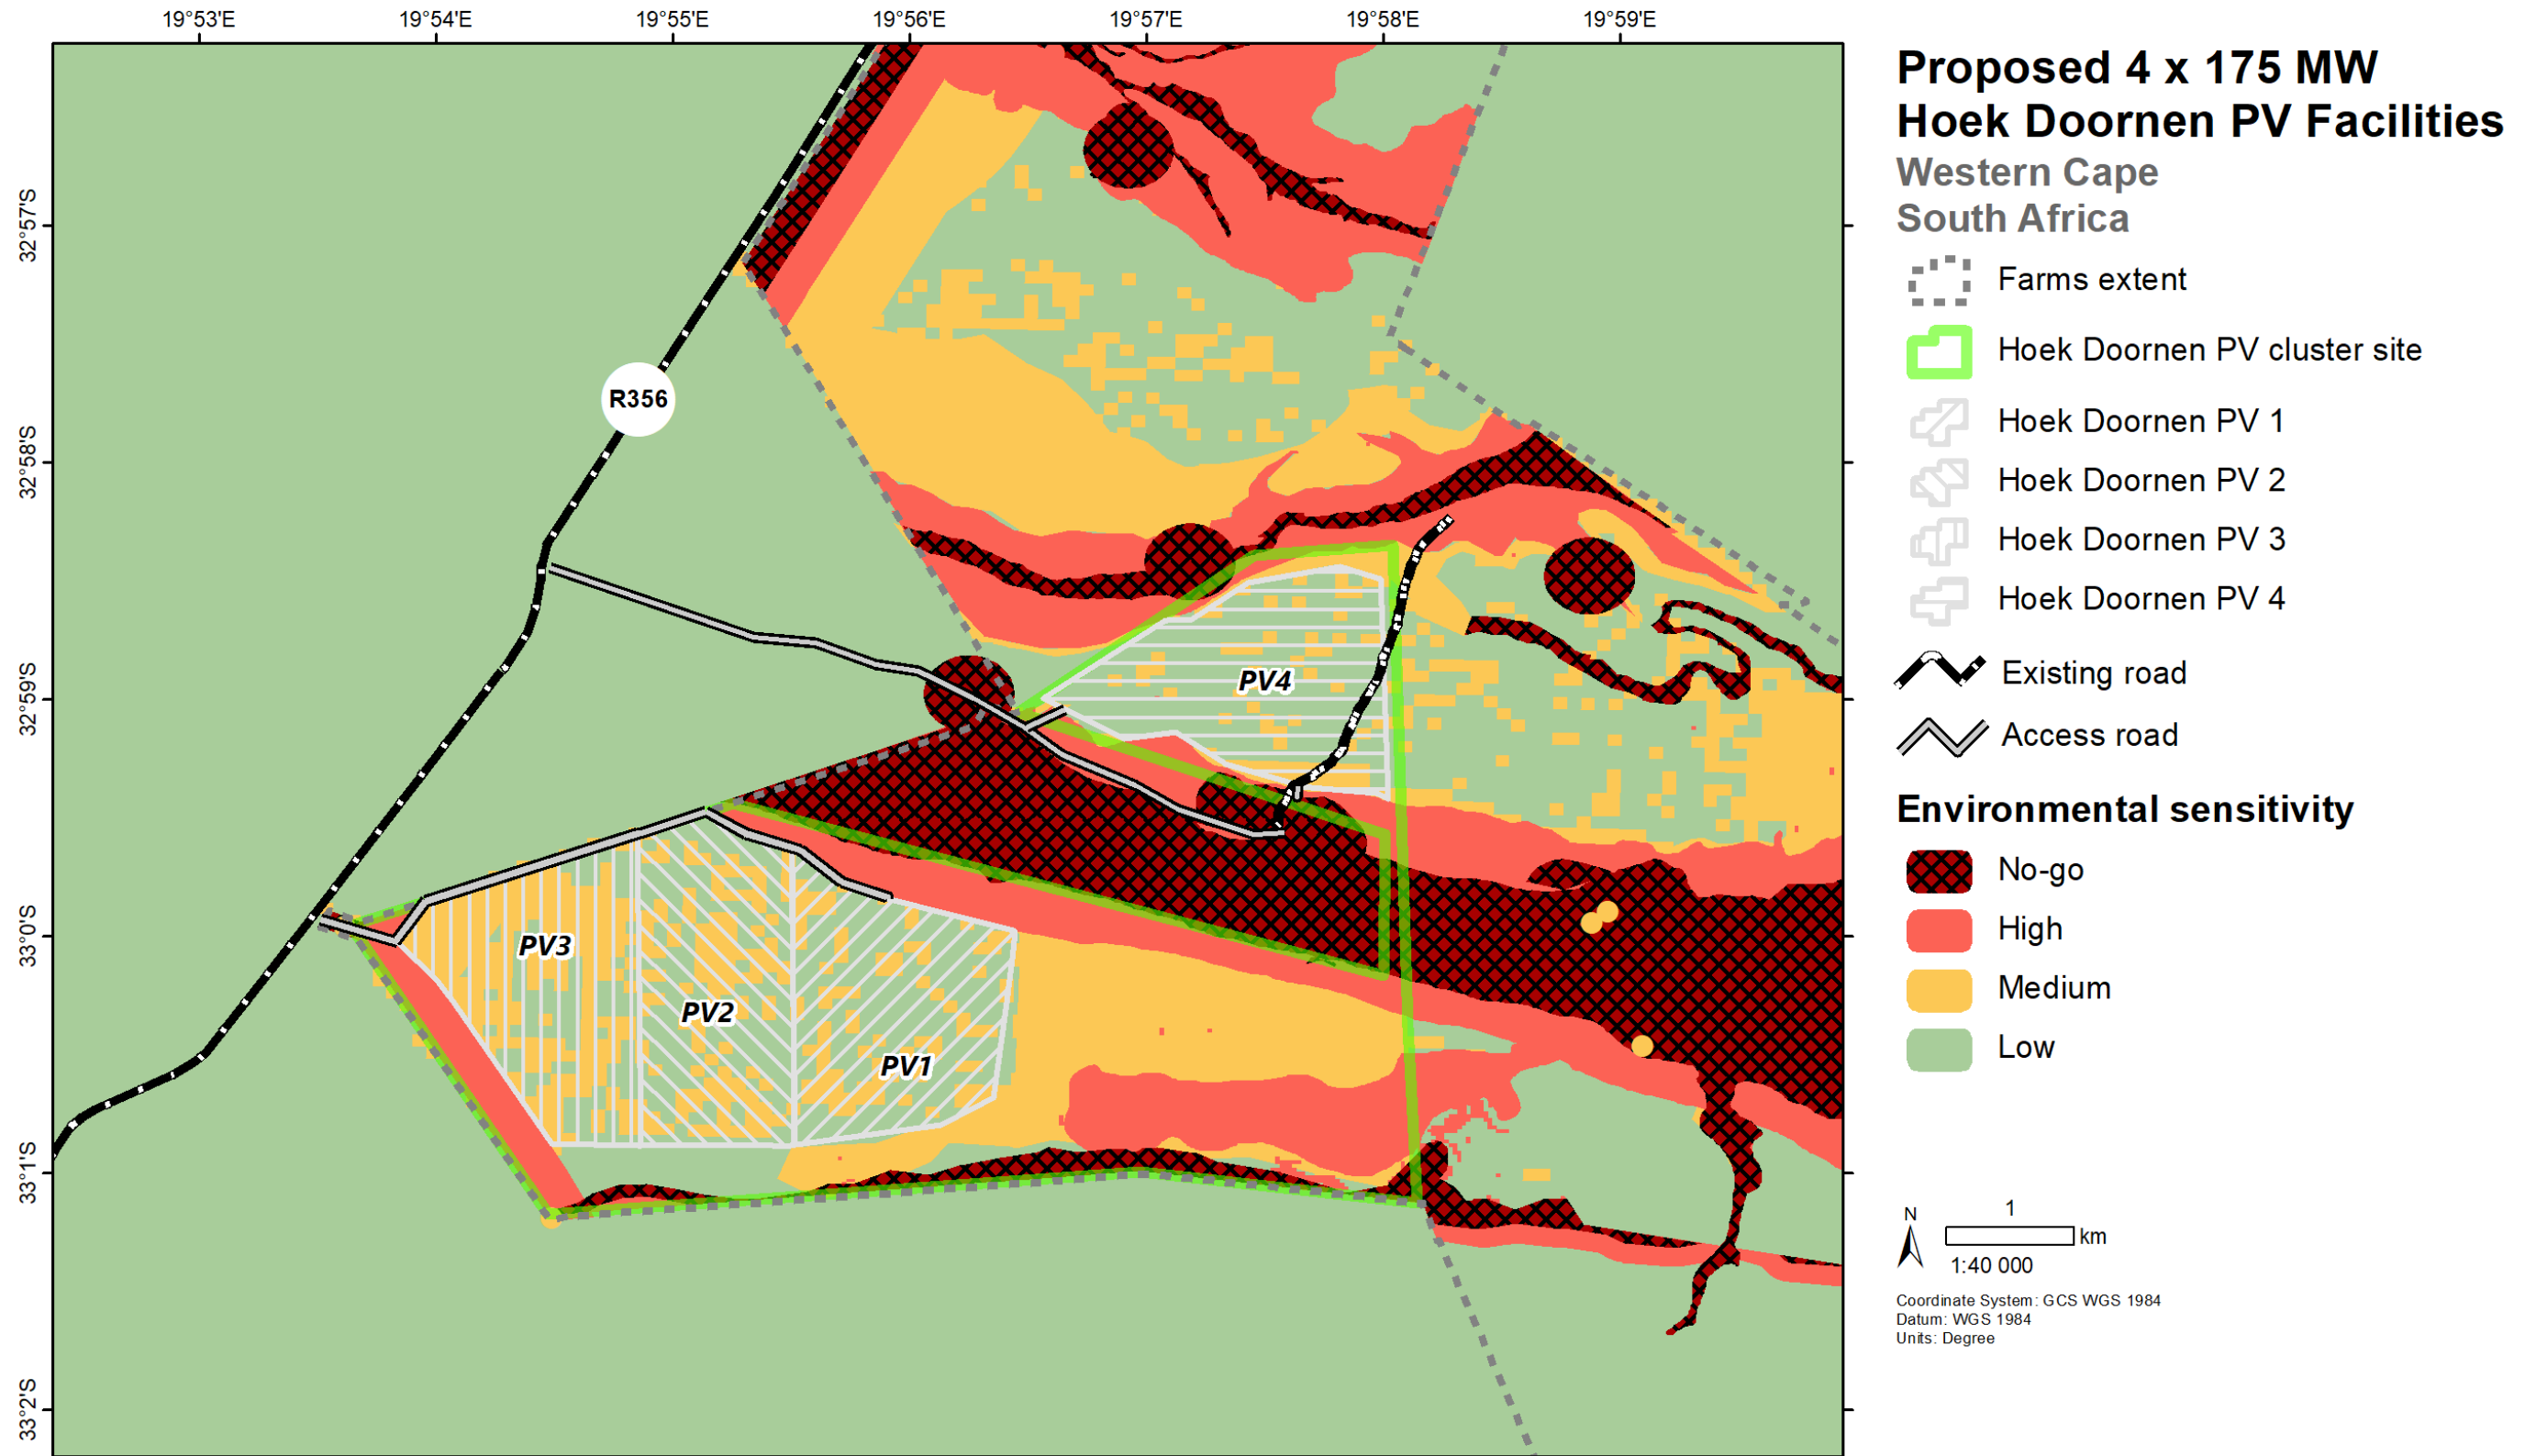 19°53'E 19°54'E 19°55'E 19°56'E 19°57'E 19°58'E 19°59'E
32°57'S
32°58'S
32°59'S
33°0'S
33°1'S
33°2'S
R356
PV4
PV3
PV2
PV1
Proposed 4 x 175 MW
Hoek Doornen PV Facilities
Western Cape
South Africa
Farms extent
Hoek Doornen PV cluster site
Hoek Doornen PV 1
Hoek Doornen PV 2
Hoek Doornen PV 3
Hoek Doornen PV 4
Existing road
Access road
Environmental sensitivity
No-go
High
Medium
Low
N
1
km
1:40 000
Coordinate System: GCS WGS 1984
Datum: WGS 1984
Units: Degree